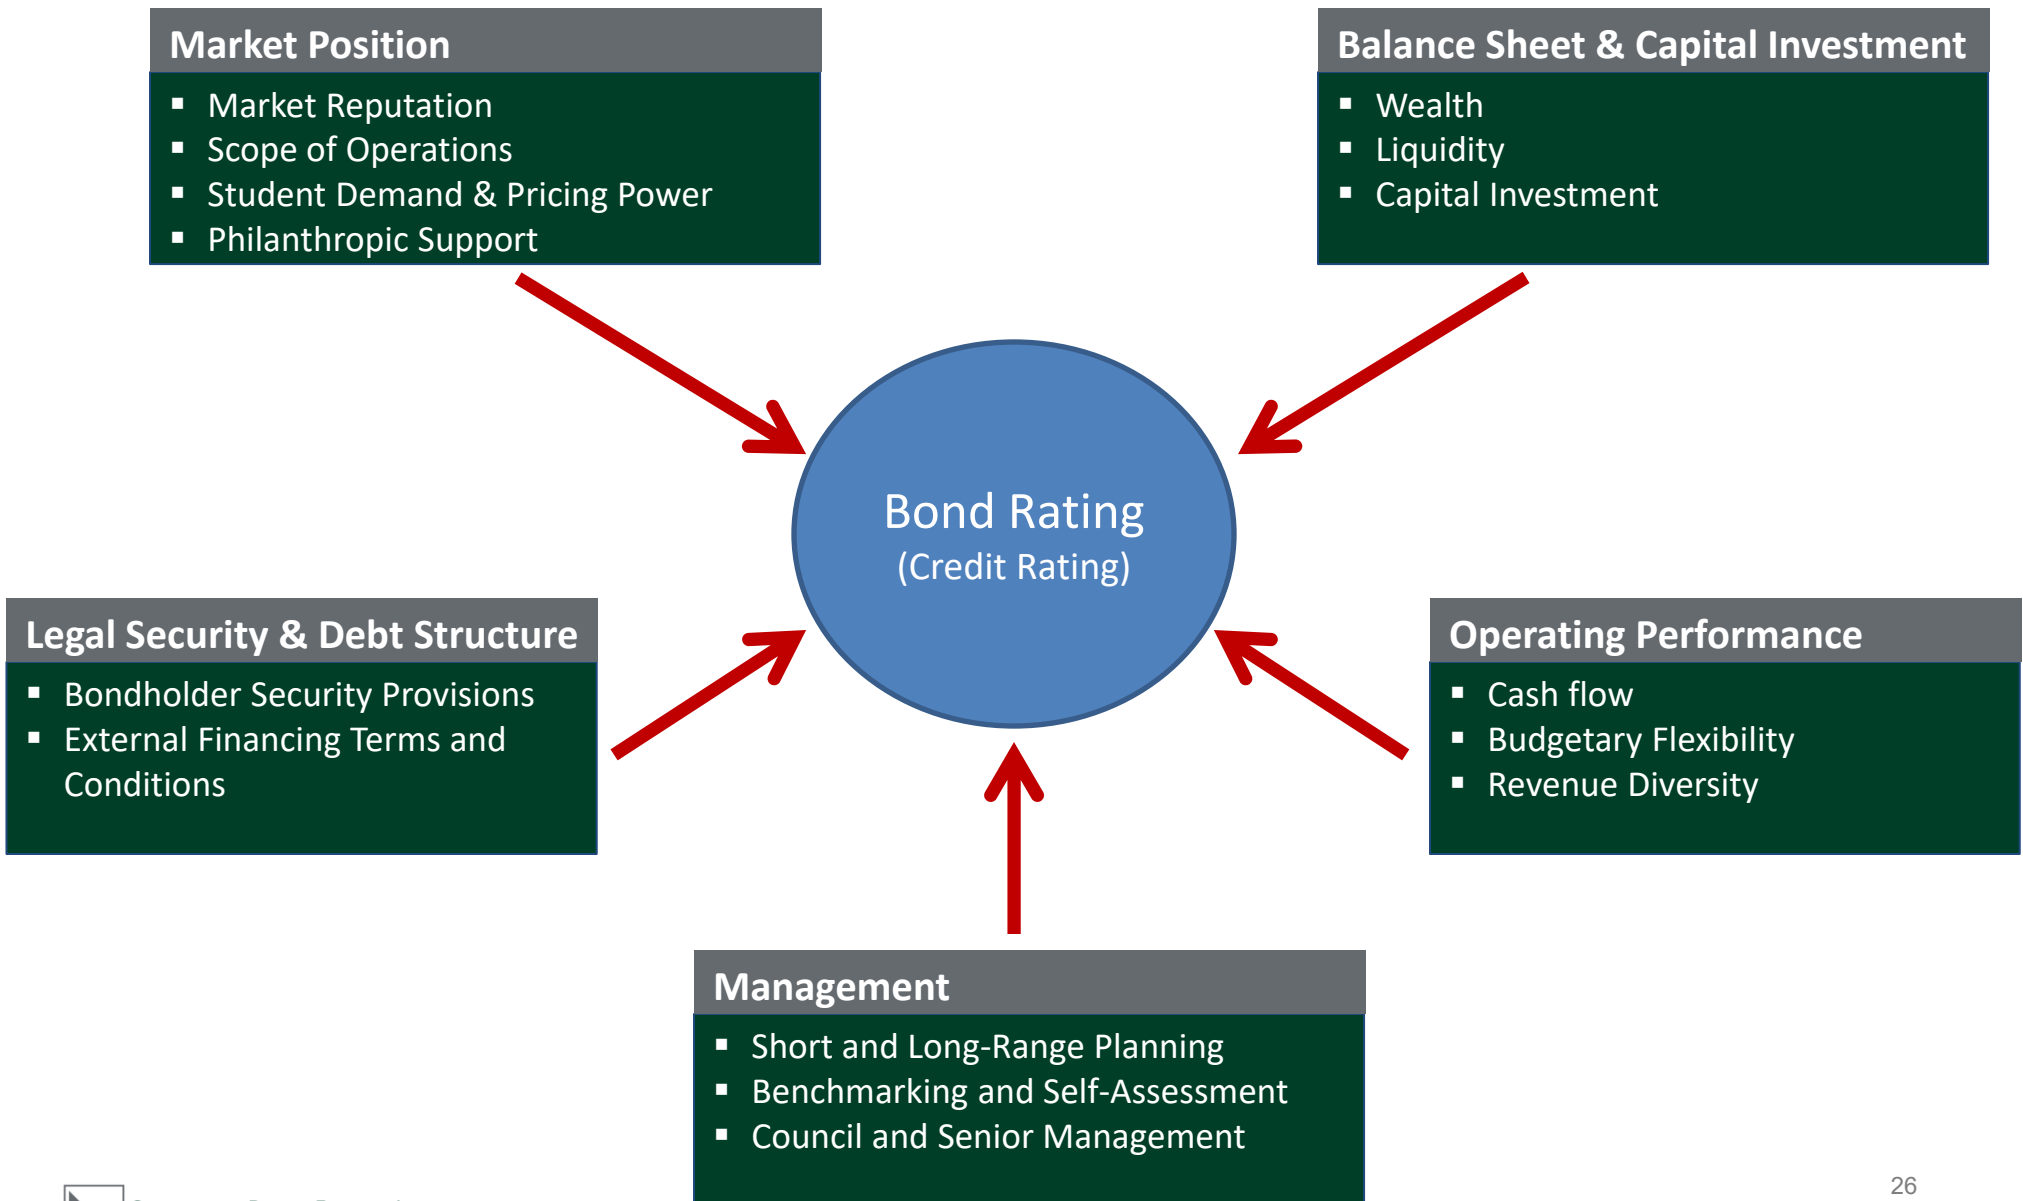 Market Position
▪ Market Reputation
▪ Scope of Operations
▪ Student Demand & Pricing Power
▪ Philanthropic Support
Balance Sheet & Capital Investment
▪ Wealth
▪ Liquidity
▪ Capital Investment
Bond Rating
(Credit Rating)
Legal Security & Debt Structure
▪ Bondholder Security Provisions
▪ External Financing Terms and
Conditions
Operating Performance
▪ Cash flow
▪ Budgetary Flexibility
▪ Revenue Diversity
Management
▪ Short and Long-Range Planning
▪ Benchmarking and Self-Assessment
▪ Council and Senior Management
26